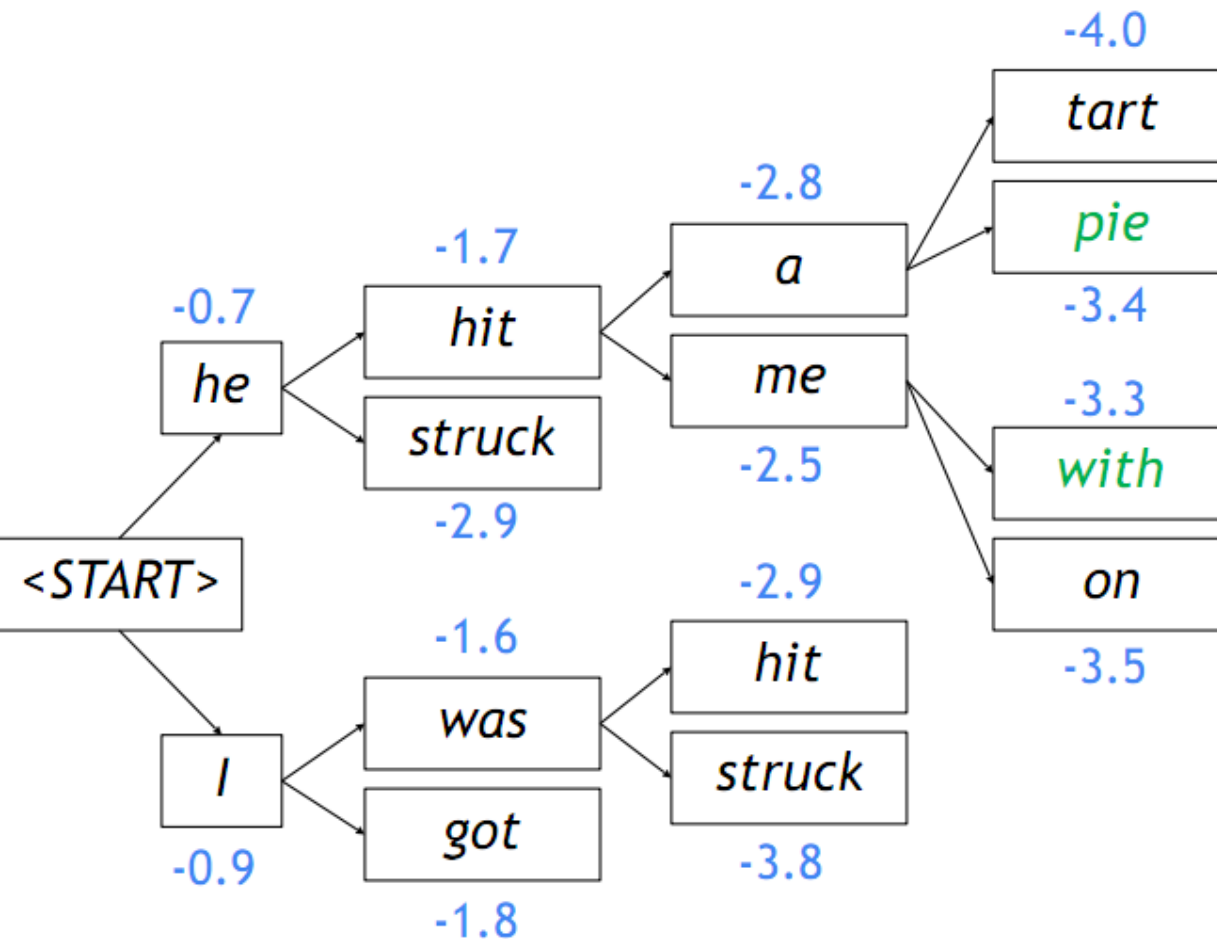 -4.0
tart
-2.8
pie
-1.7
a
-3.4
-0.7
hit
me
-3.3
he
struck
-2.5
with
-2.9
<START>
-2.9
on
-1.6
hit
-3.5
was
I
struck
got
-0.9
-3.8
-1.8